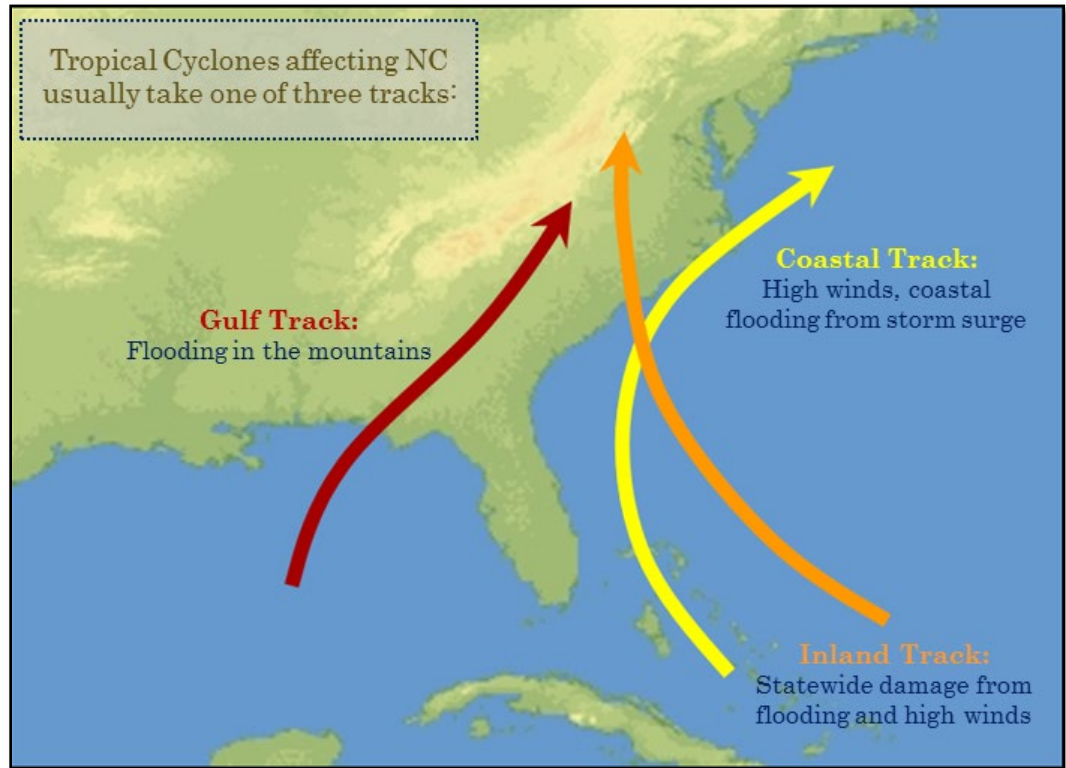 Tropical Cyclones affecting NC
usually take one of three tracks:
Coastal Track:
High winds, coastal
flooding from storm surge
Gulf Track:
Flooding in the mountains
Inland Track:
Statewide damage from
flooding and high winds